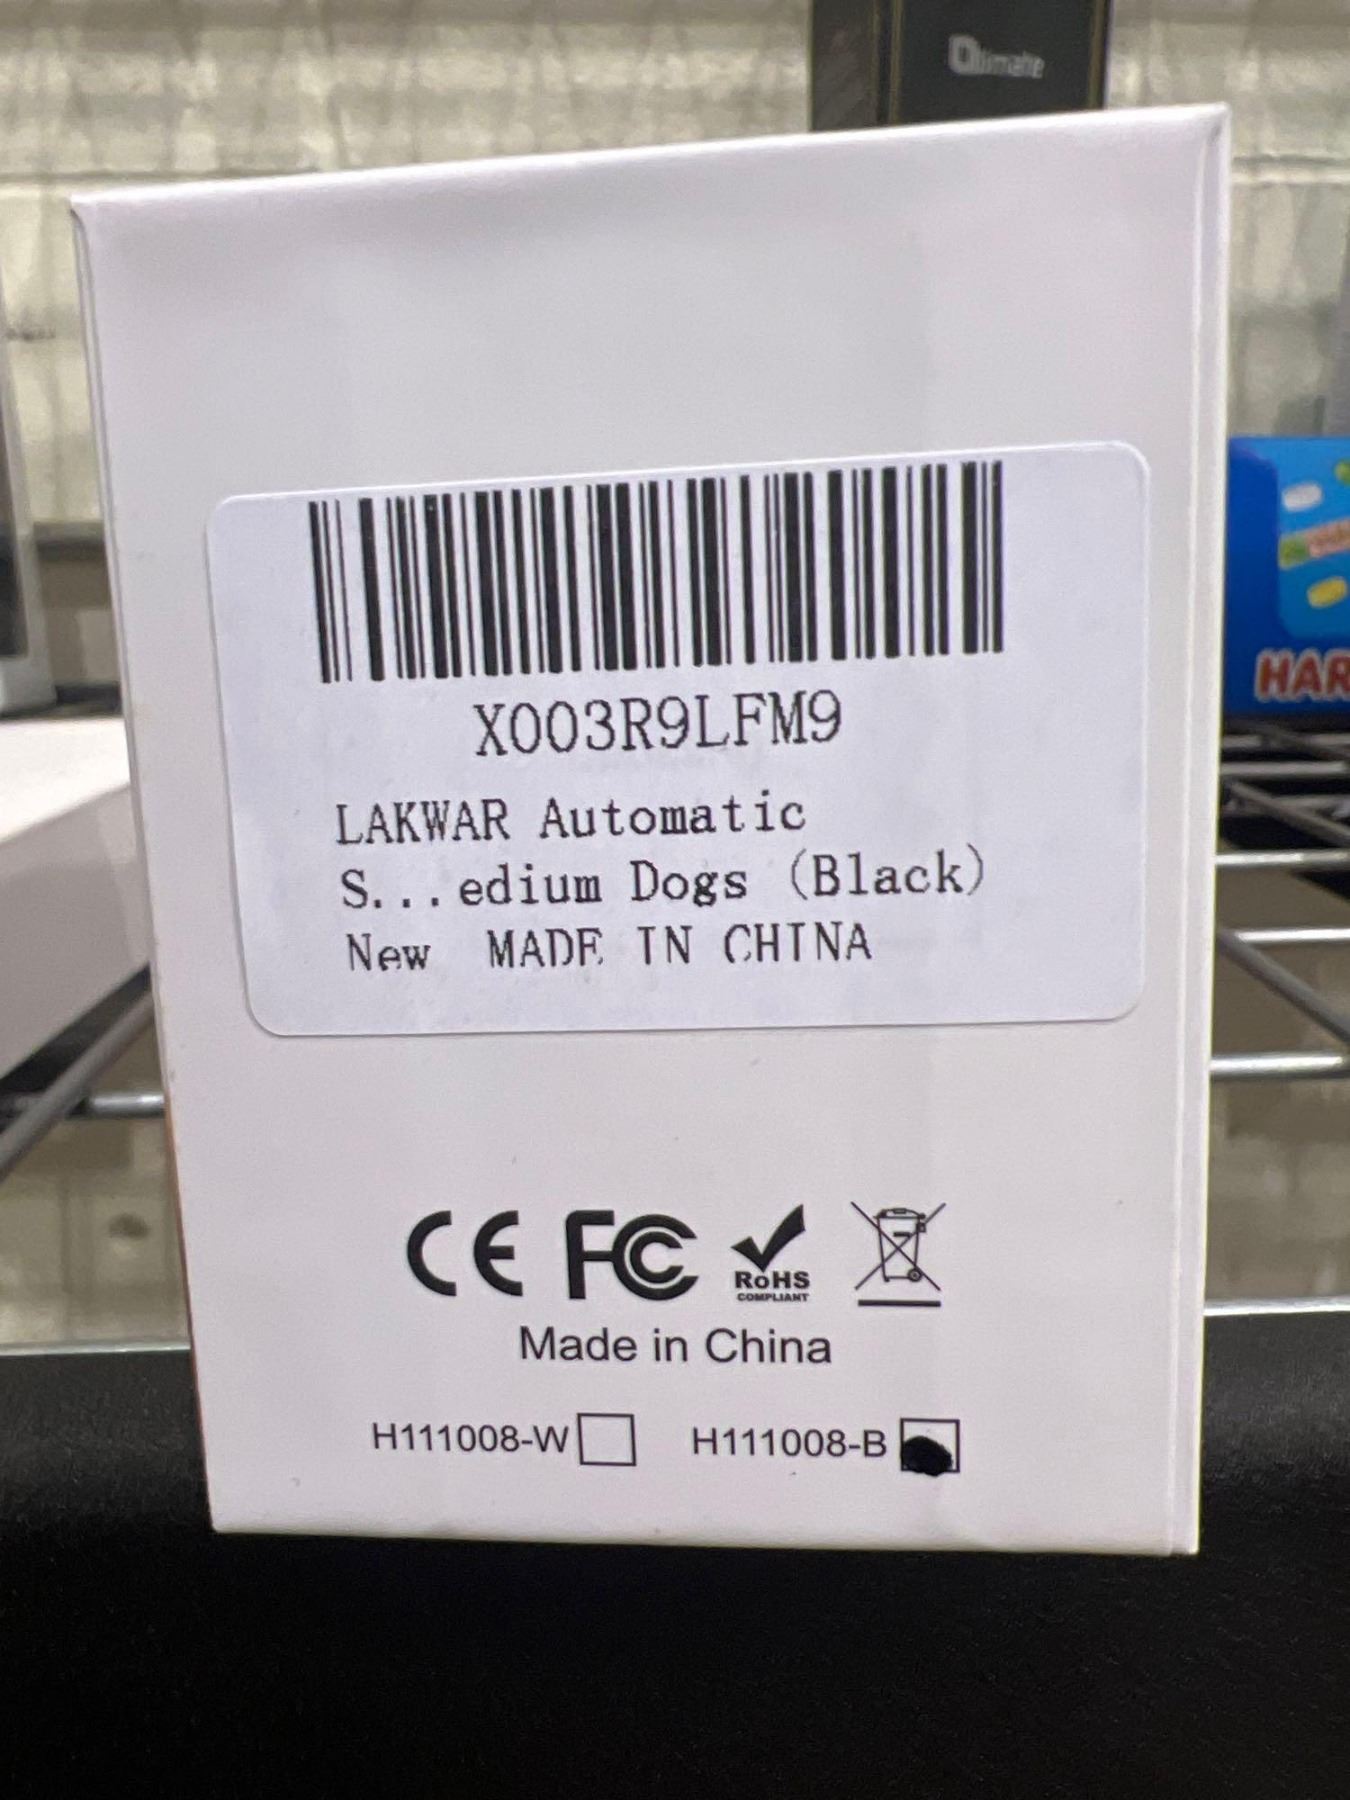 X003R9LFM9
LAKWAR Automatic
S...edium Dogs (Black)
New MADE IN CHINA
CE FC RoHS
COMPLIANT
Made in China
H111008-W H111008-B
HAR